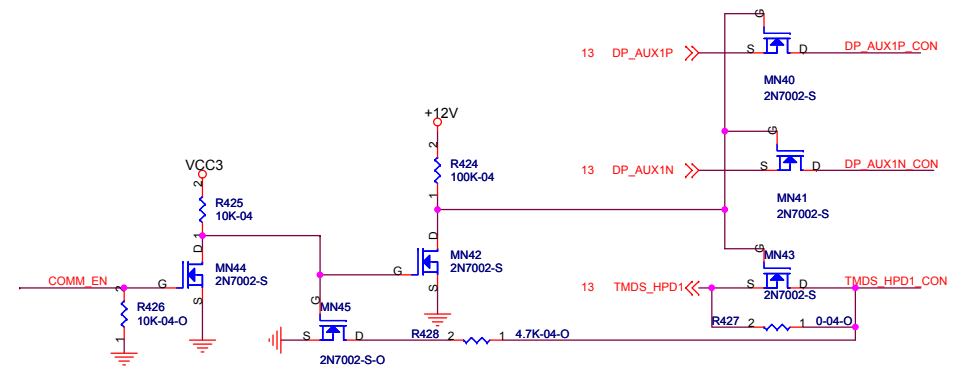 G
13 DP_AUX1P S D DP_AUX1P_CON
MN40
2N7002-S
+12V
2
R424
100K-04
1
G
13 DP_AUX1N S D DP_AUX1N_CON
MN41
2N7002-S
VCC3
2
R425
10K-04
1
D
MN44
2N7002-S
G
S
COMM_EN
2
R426
10K-04-O
1
D
MN42
2N7002-S
G
S
G
MN43
13 TMDS_HPD1 S D TMDS_HPD1_CON
2N7002-S
R427 2 1 0-04-O
G
MN45
S D
2N7002-S-O
R428 2 1 4.7K-04-O